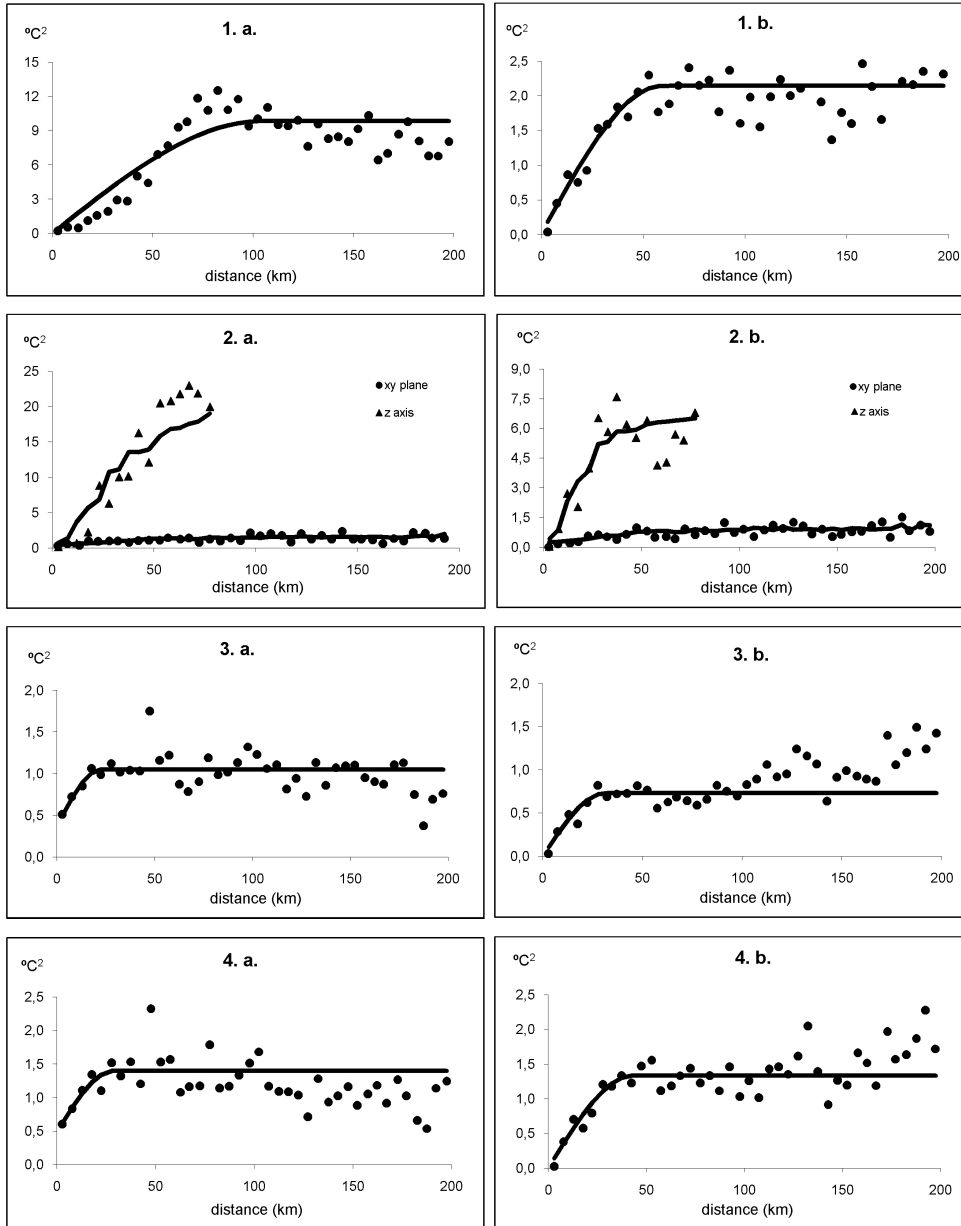 1. a.
ºC²
15
12
9
6
3
0
0 50 100 150 200
distance (km)
1. b.
ºC²
2,5
2,0
1,5
1,0
0,5
0,0
0 50 100 150 200
distance (km)
2. a.
ºC²
25
20
15
10
5
0
0 50 100 150 200
distance (km)
xy plane
z axis
2. b.
ºC²
9,0
7,5
6,0
4,5
3,0
1,5
0,0
0 50 100 150 200
distance (km)
xy plane
z axis
3. a.
ºC²
2,0
1,5
1,0
0,5
0,0
0 50 100 150 200
distance (km)
3. b.
ºC²
2,0
1,5
1,0
0,5
0,0
0 50 100 150 200
distance (km)
4. a.
ºC²
2,5
2,0
1,5
1,0
0,5
0,0
0 50 100 150 200
distance (km)
4. b.
ºC²
2,5
2,0
1,5
1,0
0,5
0,0
0 50 100 150 200
distance (km)